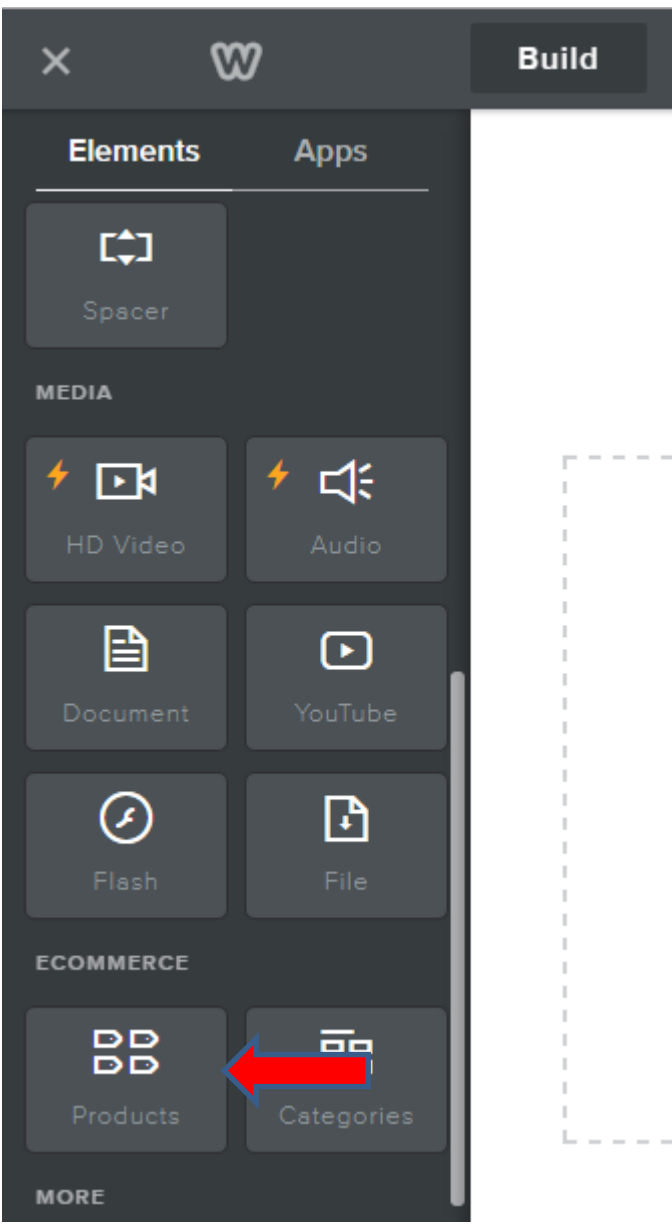 Build
Elements Apps
Spacer
MEDIA
HD Video Audio
Document YouTube
Flash File
ECOMMERCE
Products Categories
MORE